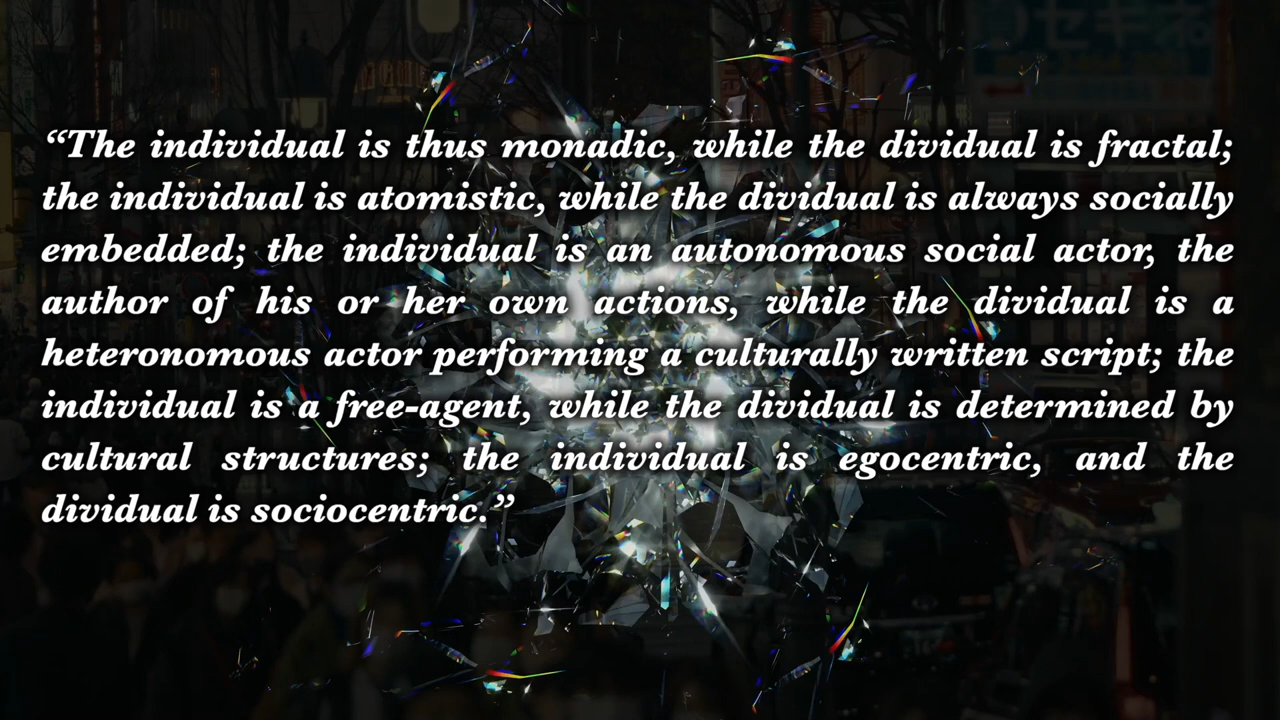 “The individual is thus monadic, while the dividual is fractal;
the individual is atomistic, while the dividual is always socially
embedded; the individual is an autonomous social actor, the
author of his or her own actions, while the dividual is a
heteronomous actor performing a culturally written script; the
individual is a free-agent, while the dividual is determined by
cultural structures; the individual is egocentric, and the
dividual is sociocentric.”